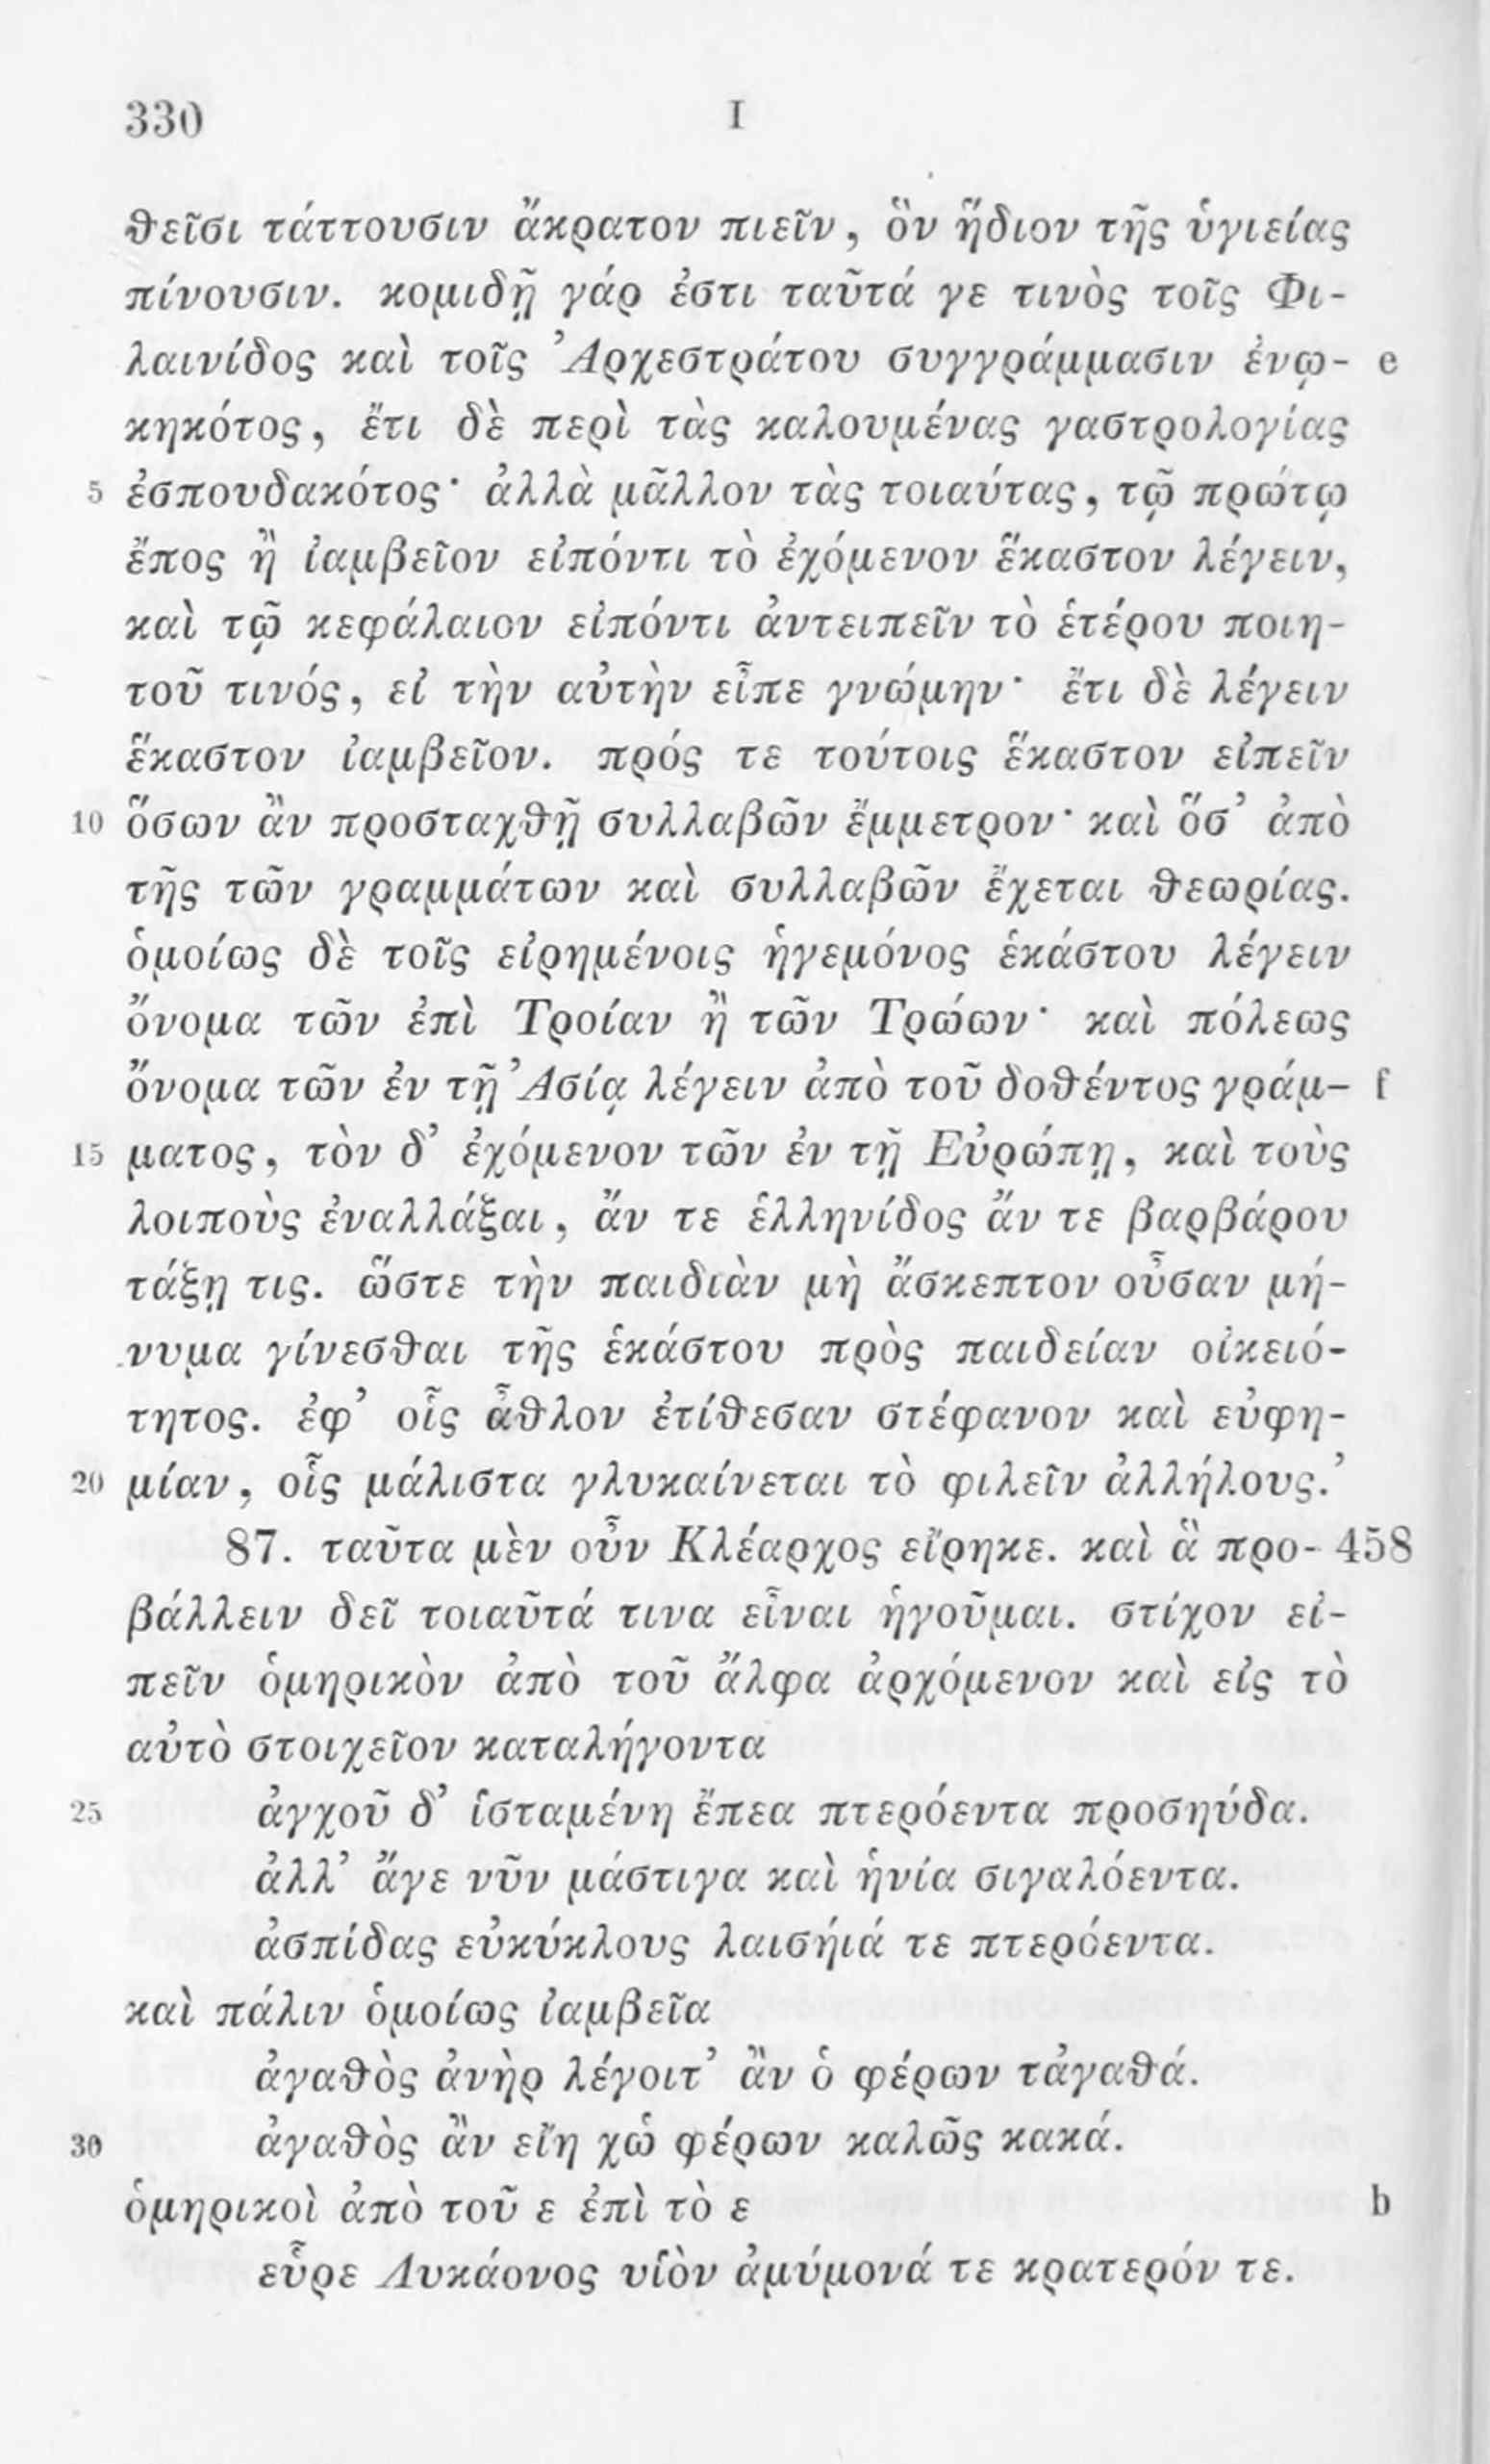 330 I
θεῖσι τάττουσιν ἄκρατον πιεῖν, ὃν ἥδιον τῆς ὑγιείας
πίνουσιν. κομιδῇ γάρ ἐστι ταῦτά γε τινὸς τοῖς Φι-
λαινίδος καὶ τοῖς Ἀρχεστράτου συγγράμμασιν ἐνῳ- e
κηκότος, ἔτι δὲ περὶ τὰς καλουμένας γαστρολογίας
5 ἐσπουδακότος· ἀλλὰ μᾶλλον τὰς τοιαύτας, τῷ πρώτῳ
ἔπος ἢ ἰαμβεῖον εἰπόντι τὸ ἐχόμενον ἕκαστον λέγειν,
καὶ τῷ κεφάλαιον εἰπόντι ἀντειπεῖν τὸ ἑτέρου ποιη-
τοῦ τινός, εἰ τὴν αὐτὴν εἶπε γνώμην· ἔτι δὲ λέγειν
ἕκαστον ἰαμβεῖον. πρός τε τούτοις ἕκαστον εἰπεῖν
10 ὅσων ἂν προσταχθῇ συλλαβῶν ἔμμετρον· καὶ ὅσ’ ἀπὸ
τῆς τῶν γραμμάτων καὶ συλλαβῶν ἔχεται θεωρίας.
ὁμοίως δὲ τοῖς εἰρημένοις ἡγεμόνος ἑκάστου λέγειν
ὄνομα τῶν ἐπὶ Τροίαν ἢ τῶν Τρώων· καὶ πόλεως
ὄνομα τῶν ἐν τῇ Ἀσίᾳ λέγειν ἀπὸ τοῦ δοθέντος γράμ- f
15 ματος, τὸν δ’ ἐχόμενον τῶν ἐν τῇ Εὐρώπῃ, καὶ τοὺς
λοιποὺς ἐναλλάξαι, ἄν τε ἑλληνίδος ἄν τε βαρβάρου
τάξῃ τις. ὥστε τὴν παιδιὰν μὴ ἄσκεπτον οὖσαν μή-
νυμα γίνεσθαι τῆς ἑκάστου πρὸς παιδείαν οἰκειό-
τητος. ἐφ’ οἷς ἆθλον ἐτίθεσαν στέφανον καὶ εὐφη-
20 μίαν, οἷς μάλιστα γλυκαίνεται τὸ φιλεῖν ἀλλήλους.’
87. ταῦτα μὲν οὖν Κλέαρχος εἴρηκε. καὶ ἃ προ- 458
βάλλειν δεῖ τοιαῦτά τινα εἶναι ἡγοῦμαι. στίχον εἰ-
πεῖν ὁμηρικὸν ἀπὸ τοῦ ἄλφα ἀρχόμενον καὶ εἰς τὸ
αὐτὸ στοιχεῖον καταλήγοντα
25 ἀγχοῦ δ’ ἱσταμένη ἔπεα πτερόεντα προσηύδα.
ἀλλ’ ἄγε νῦν μάστιγα καὶ ἡνία σιγαλόεντα.
ἀσπίδας εὐκύκλους λαισήιά τε πτερόεντα.
καὶ πάλιν ὁμοίως ἰαμβεῖα
ἀγαθὸς ἀνὴρ λέγοιτ’ ἂν ὁ φέρων τἀγαθά.
30 ἀγαθὸς ἂν εἴη χὠ φέρων καλῶς κακά.
ὁμηρικοὶ ἀπὸ τοῦ ε ἐπὶ τὸ ε b
εὗρε Λυκάονος υἱὸν ἀμύμονά τε κρατερόν τε.